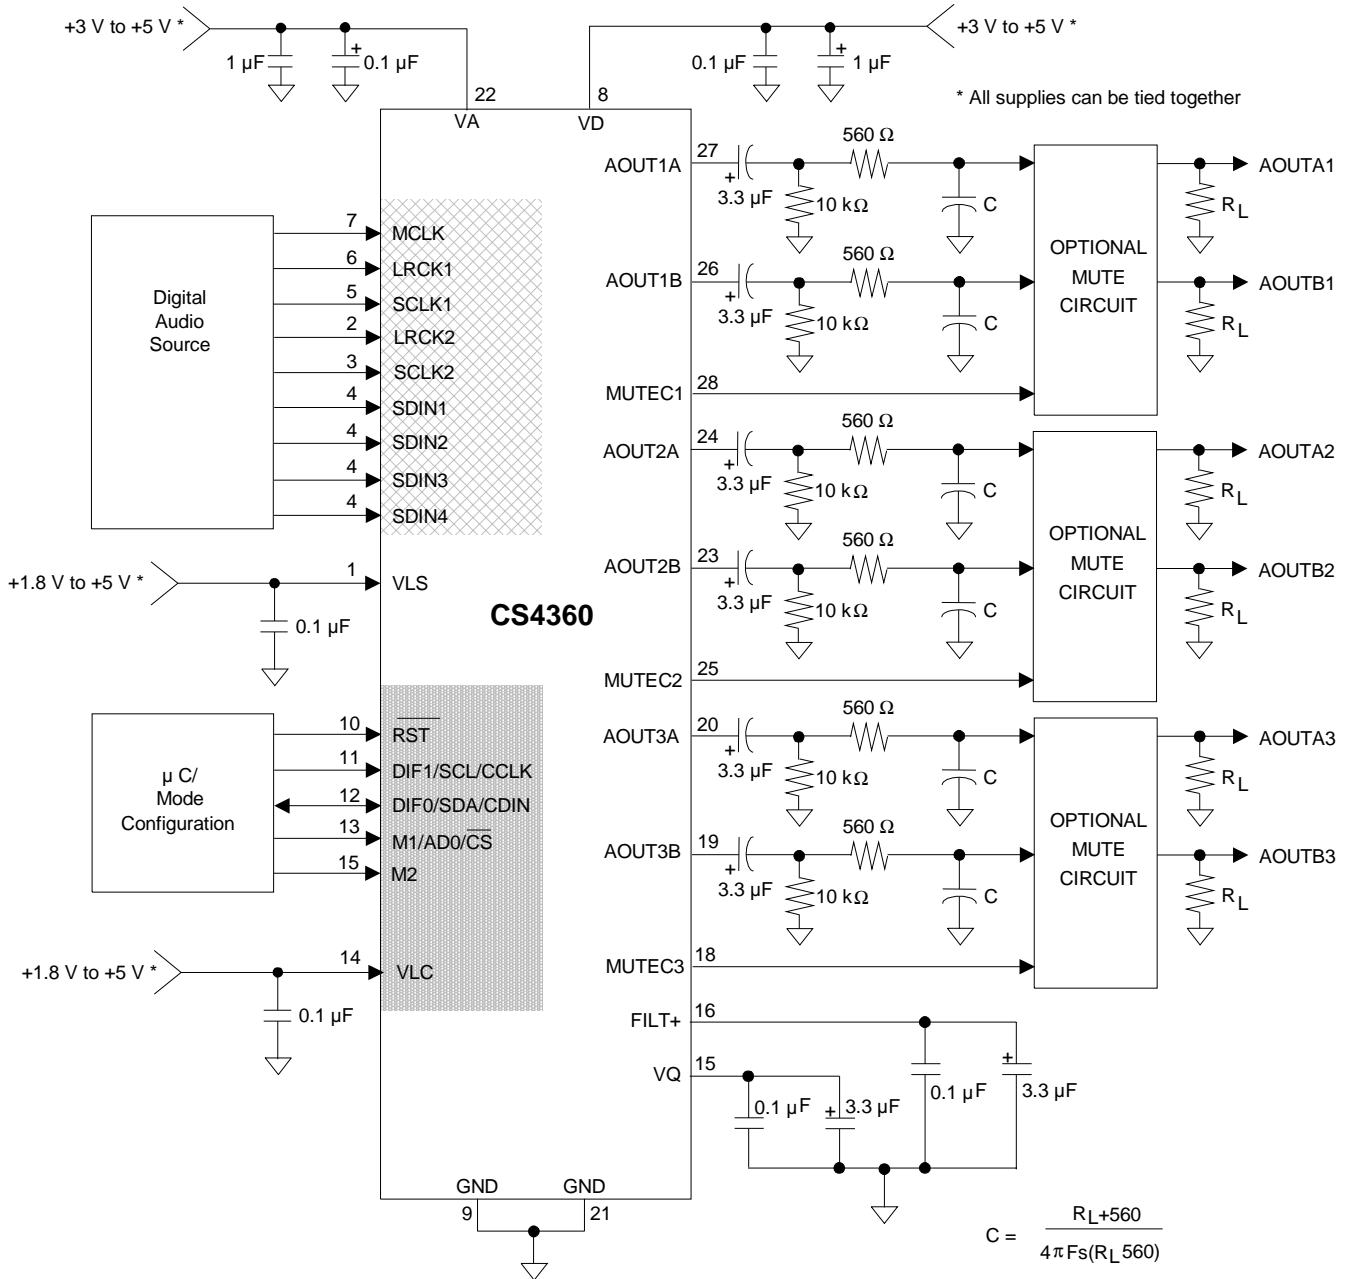 +3 V to +5 V *
+3 V to +5 V *
1 µF
+
0.1 µF
0.1 µF
+
1 µF
22
8
* All supplies can be tied together
VA
VD
Digital
Audio
Source
7
MCLK
6
LRCK1
5
SCLK1
2
LRCK2
3
SCLK2
4
SDIN1
4
SDIN2
4
SDIN3
4
SDIN4
+1.8 V to +5 V *
1
VLS
0.1 µF
CS4360
µ C/
Mode
Configuration
10
RST
11
DIF1/SCL/CCLK
12
DIF0/SDA/CDIN
13
M1/AD0/CS
15
M2
+1.8 V to +5 V *
14
VLC
0.1 µF
AOUT1A
27
+
3.3 µF
10 kΩ
560 Ω
C
AOUTA1
RL
AOUT1B
26
+
3.3 µF
10 kΩ
560 Ω
C
OPTIONAL
MUTE
CIRCUIT
AOUTB1
RL
MUTEC1
28
AOUT2A
24
+
3.3 µF
10 kΩ
560 Ω
C
AOUTA2
RL
AOUT2B
23
+
3.3 µF
10 kΩ
560 Ω
C
OPTIONAL
MUTE
CIRCUIT
AOUTB2
RL
MUTEC2
25
AOUT3A
20
+
3.3 µF
10 kΩ
560 Ω
C
AOUTA3
RL
AOUT3B
19
+
3.3 µF
10 kΩ
560 Ω
C
OPTIONAL
MUTE
CIRCUIT
AOUTB3
RL
MUTEC3
18
FILT+
16
0.1 µF
+
3.3 µF
VQ
15
0.1 µF
+
3.3 µF
GND
GND
9
21
C =
RL+560
4πFs(RL560)